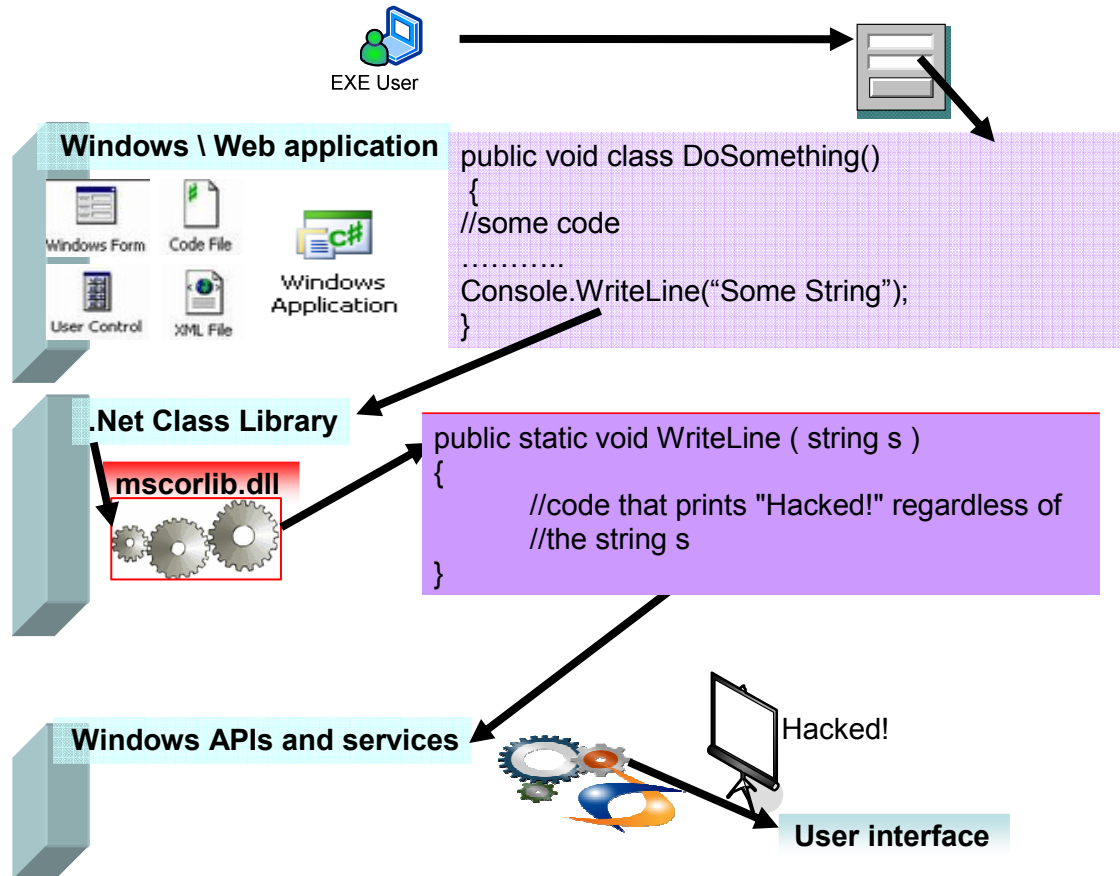 EXE User
Windows \ Web application
Windows Form
Code File
User Control
XML File
C#
Windows
Application
public void class DoSomething()
{
//some code
………..
Console.WriteLine(“Some String”);
}
.Net Class Library
mscorlib.dll
public static void WriteLine ( string s )
{
//code that prints "Hacked!" regardless of
//the string s
}
Windows APIs and services
Hacked!
User interface